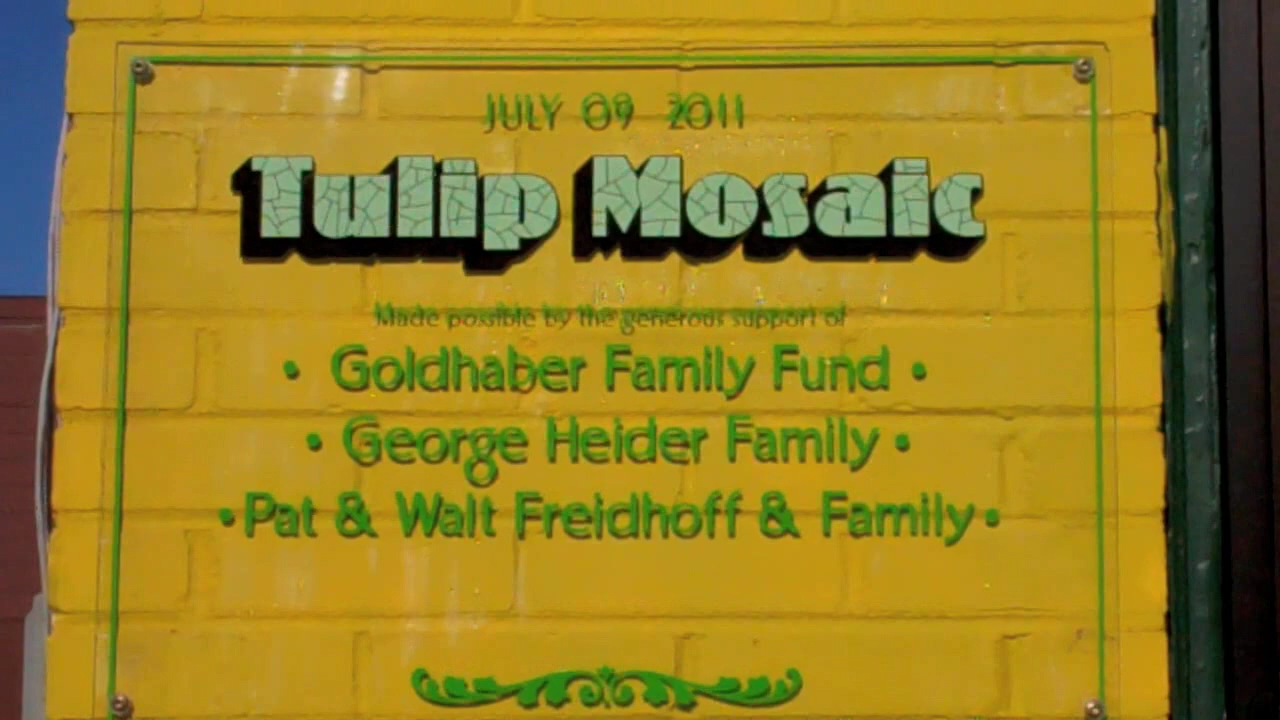 JULY 09 2011
Tulip Mosaic
Made possible by the generous support of
• Goldhaber Family Fund •
• George Heider Family •
• Pat & Walt Freidhoff & Family •